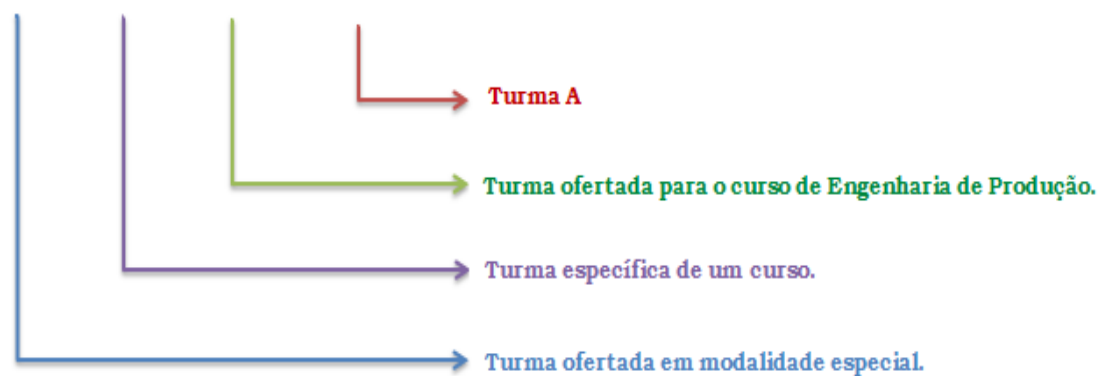 Turma A
Turma ofertada para o curso de Engenharia de Produção.
Turma específica de um curso.
Turma ofertada em modalidade especial.